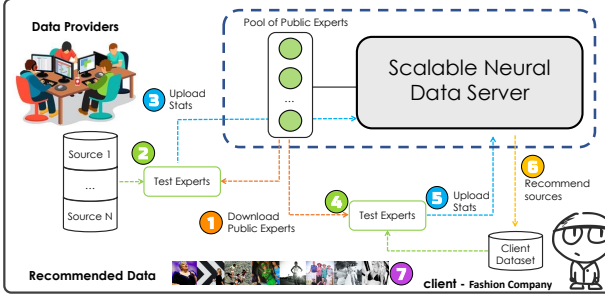 Data Providers
Pool of Public Experts
...
Scalable Neural
Data Server
3
Upload
Stats
Source 1
...
Source N
2
Test Experts
1
Download
Public Experts
4
Test Experts
5
Upload
Stats
6
Recommend
sources
Client
Dataset
Recommended Data
7
client - Fashion Company